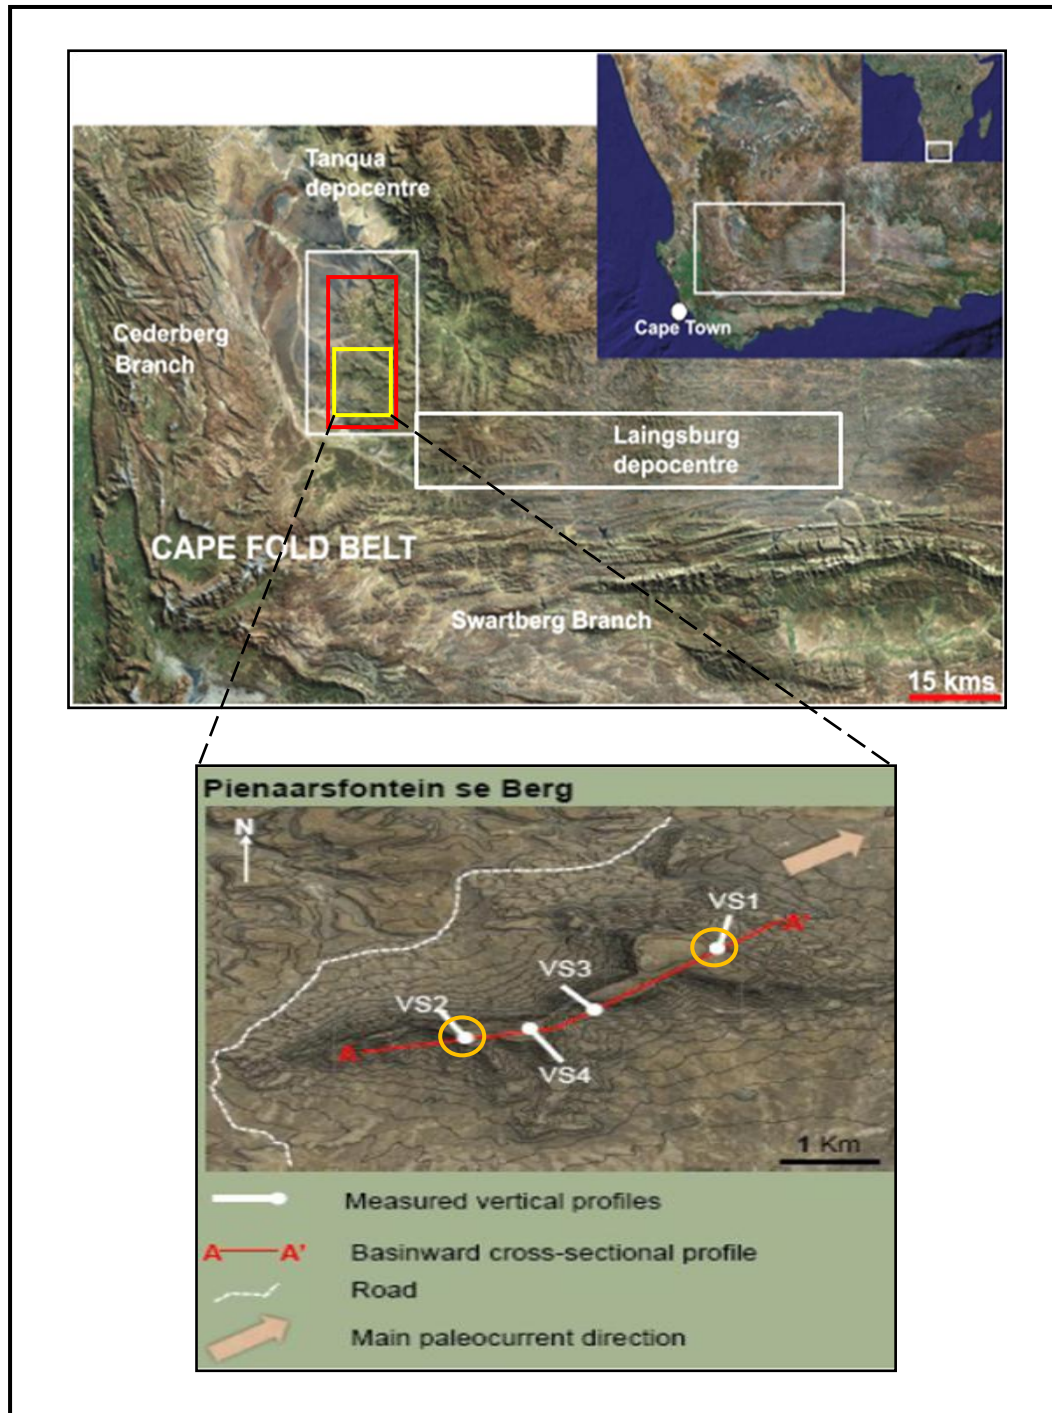 Tanqua
depocentre
Cederberg
Branch
Cape Town
Laingsburg
depocentre
CAPE FOLD BELT
Swartberg Branch
15 kms
Pienaarsfontein se Berg
N
VS1
A'
VS3
VS2
A
VS4
1 Km
Measured vertical profiles
A A' Basinward cross-sectional profile
Road
Main paleocurrent direction